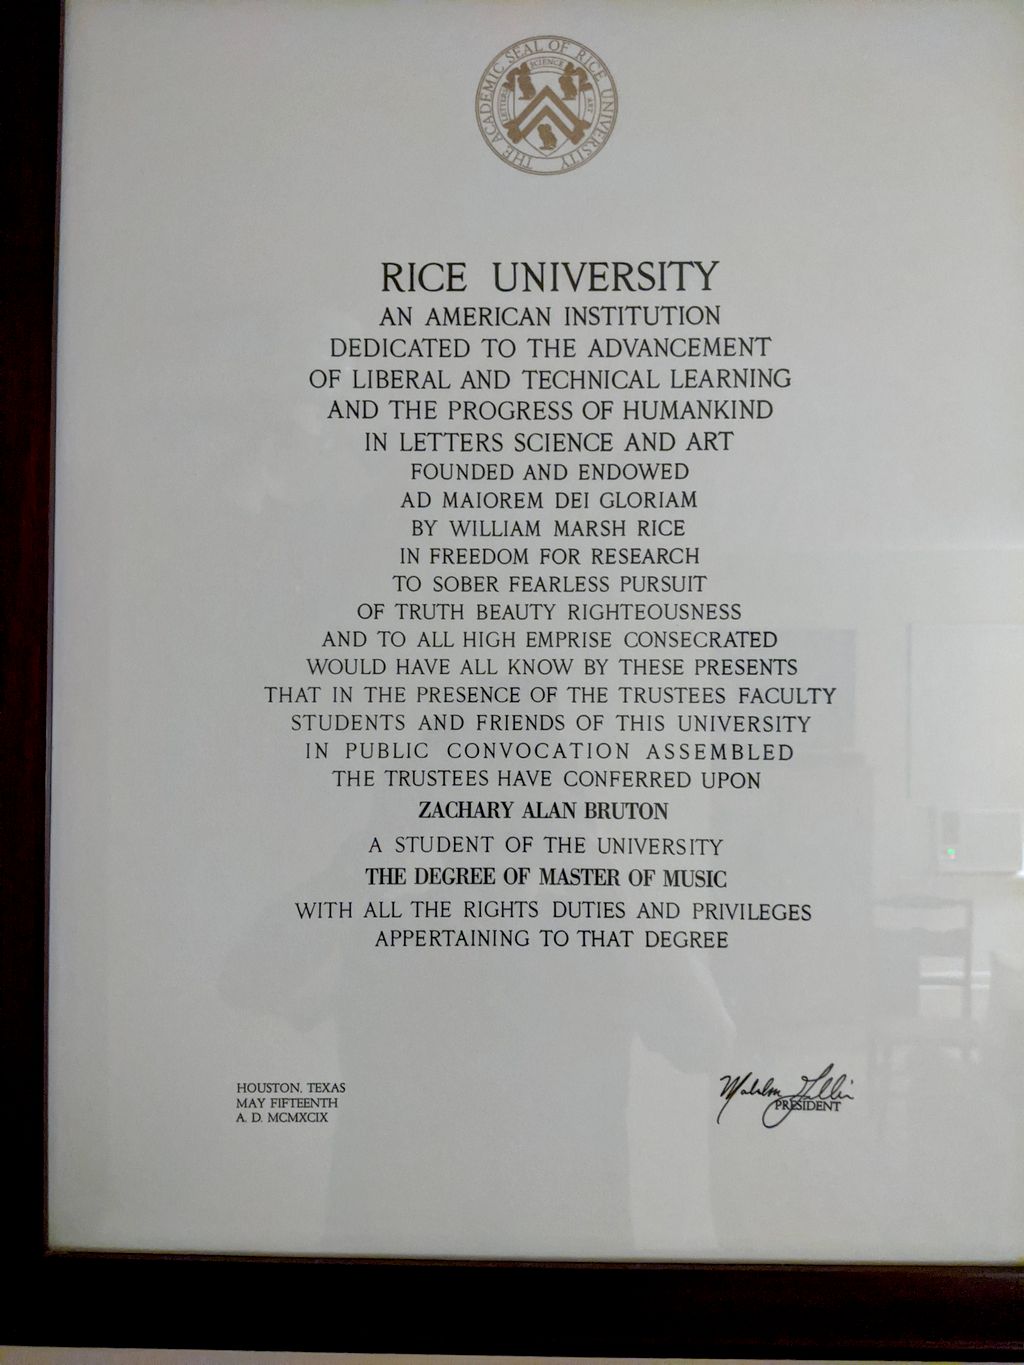 THE ACADEMIC SEAL OF RICE UNIVERSITY
LETTERS SCIENCE ART
RICE UNIVERSITY
AN AMERICAN INSTITUTION
DEDICATED TO THE ADVANCEMENT
OF LIBERAL AND TECHNICAL LEARNING
AND THE PROGRESS OF HUMANKIND
IN LETTERS SCIENCE AND ART
FOUNDED AND ENDOWED
AD MAIOREM DEI GLORIAM
BY WILLIAM MARSH RICE
IN FREEDOM FOR RESEARCH
TO SOBER FEARLESS PURSUIT
OF TRUTH BEAUTY RIGHTEOUSNESS
AND TO ALL HIGH EMPRISE CONSECRATED
WOULD HAVE ALL KNOW BY THESE PRESENTS
THAT IN THE PRESENCE OF THE TRUSTEES FACULTY
STUDENTS AND FRIENDS OF THIS UNIVERSITY
IN PUBLIC CONVOCATION ASSEMBLED
THE TRUSTEES HAVE CONFERRED UPON
ZACHARY ALAN BRUTON
A STUDENT OF THE UNIVERSITY
THE DEGREE OF MASTER OF MUSIC
WITH ALL THE RIGHTS DUTIES AND PRIVILEGES
APPERTAINING TO THAT DEGREE
HOUSTON, TEXAS
MAY FIFTEENTH
A. D. MCMXCIX
Malcolm Gillis
PRESIDENT